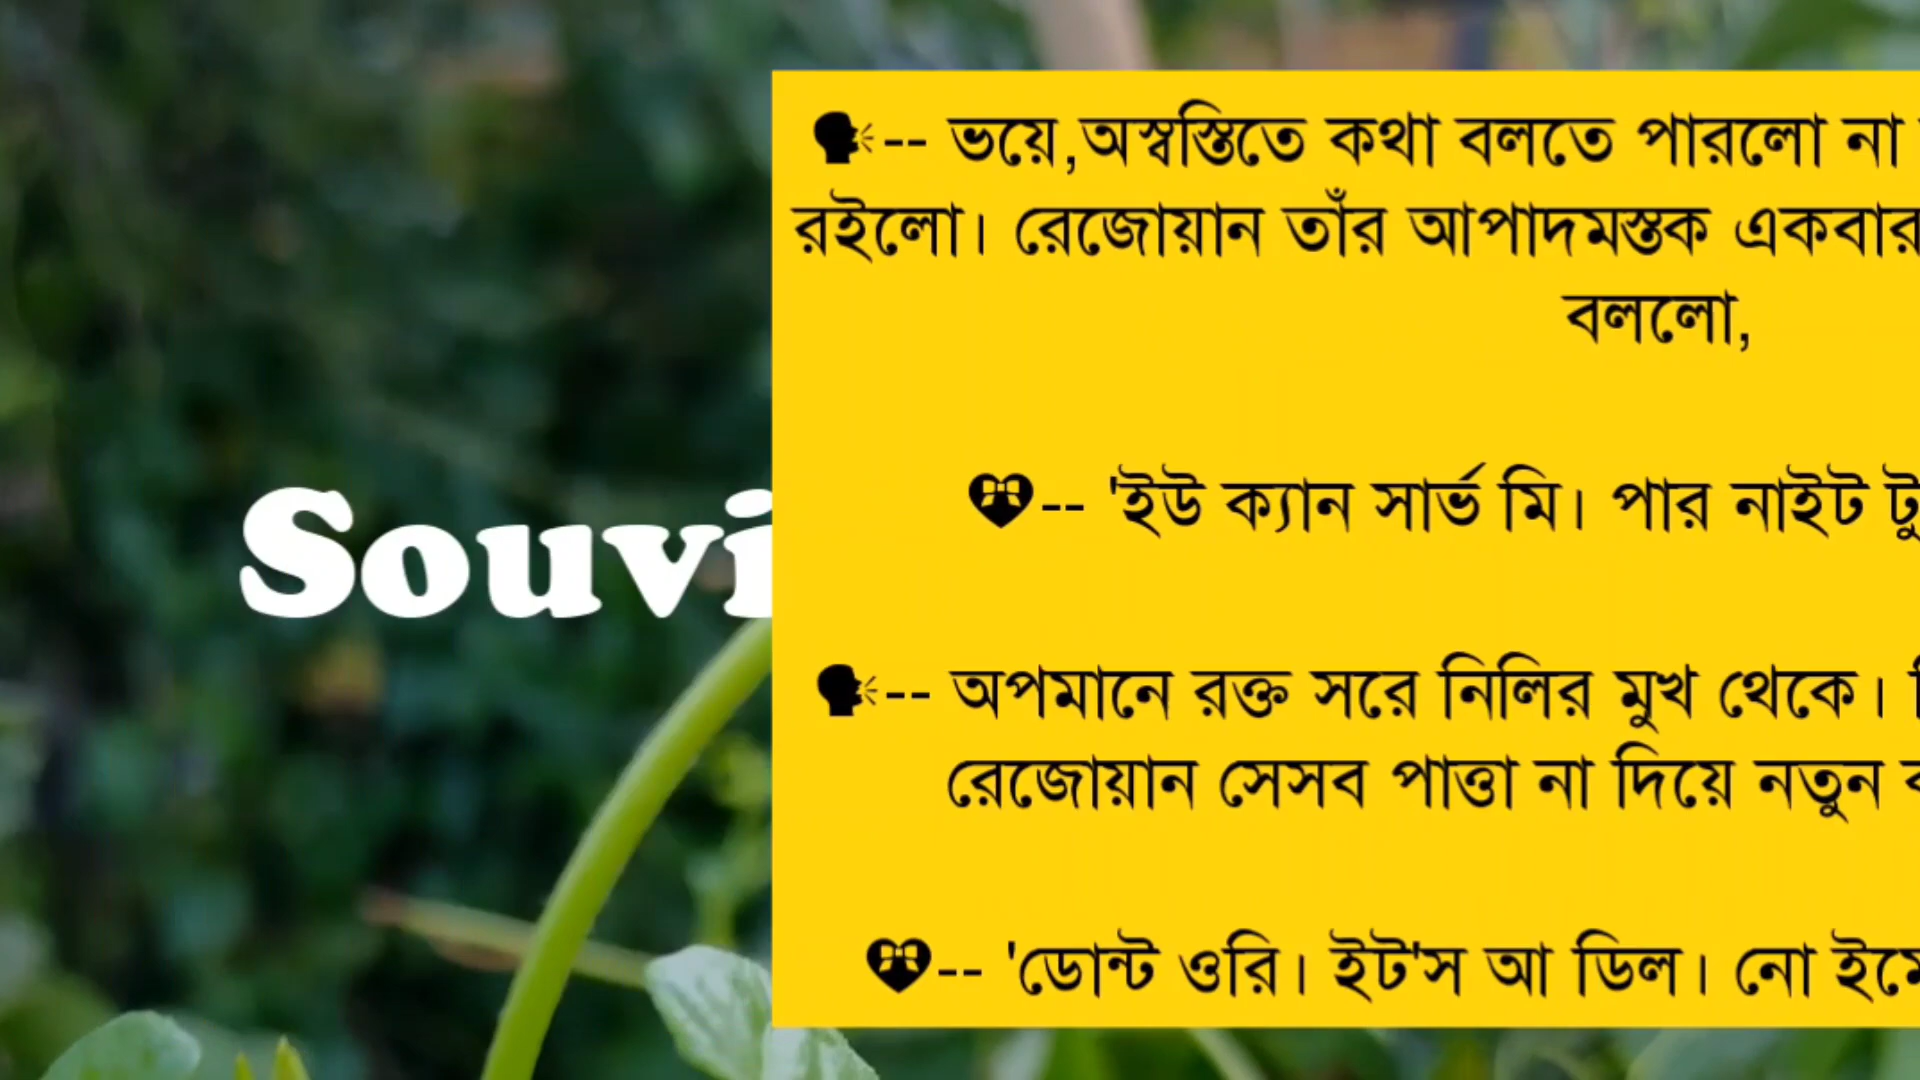 🗣-- ভয়ে,অস্বস্তিতে কথা বলতে পারলো না
রইলো। রেজোয়ান তাঁর আপাদমস্তক একবার
বললো,
💝-- 'ইউ ক্যান সার্ভ মি। পার নাইট
Souvi
🗣-- অপমানে রক্ত সরে নিলির মুখ থেকে।
রেজোয়ান সেসব পাত্তা না দিয়ে নতুন
💝-- 'ডোন্ট ওরি। ইট'স আ ডিল। নো